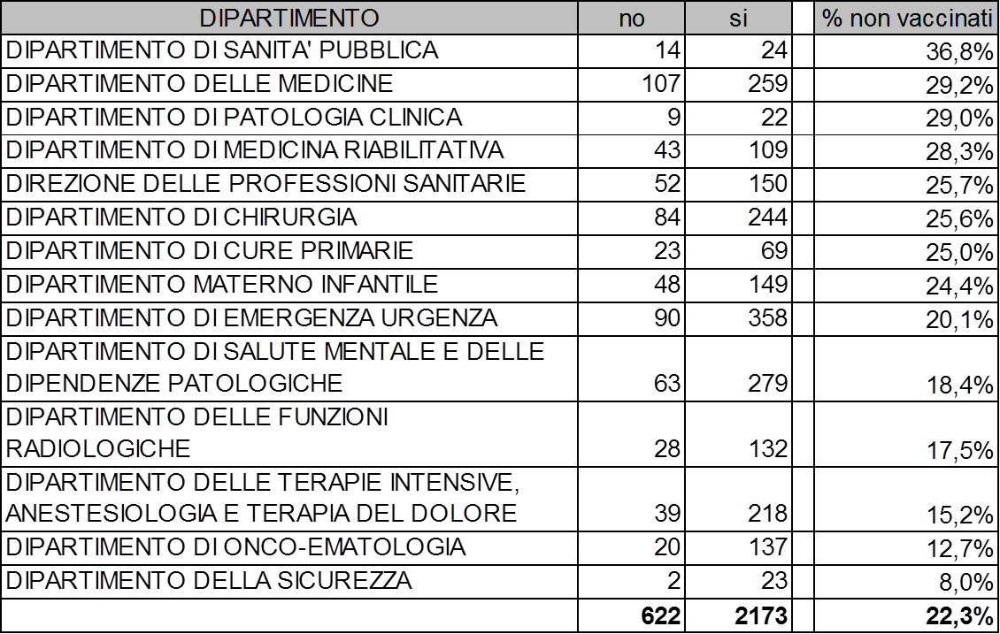 DIPARTIMENTO no si % non vaccinati
DIPARTIMENTO DI SANITA' PUBBLICA 14 24 36,8%
DIPARTIMENTO DELLE MEDICINE 107 259 29,2%
DIPARTIMENTO DI PATOLOGIA CLINICA 9 22 29,0%
DIPARTIMENTO DI MEDICINA RIABILITATIVA 43 109 28,3%
DIREZIONE DELLE PROFESSIONI SANITARIE 52 150 25,7%
DIPARTIMENTO DI CHIRURGIA 84 244 25,6%
DIPARTIMENTO DI CURE PRIMARIE 23 69 25,0%
DIPARTIMENTO MATERNO INFANTILE 48 149 24,4%
DIPARTIMENTO DI EMERGENZA URGENZA 90 358 20,1%
DIPARTIMENTO DI SALUTE MENTALE E DELLE
DIPENDENZE PATOLOGICHE 63 279 18,4%
DIPARTIMENTO DELLE FUNZIONI
RADIOLOGICHE 28 132 17,5%
DIPARTIMENTO DELLE TERAPIE INTENSIVE,
ANESTESIOLOGIA E TERAPIA DEL DOLORE 39 218 15,2%
DIPARTIMENTO DI ONCO-EMATOLOGIA 20 137 12,7%
DIPARTIMENTO DELLA SICUREZZA 2 23 8,0%
622 2173 22,3%